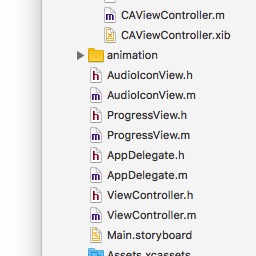 CAViewController.m
CAViewController.xib
animation
AudioIconView.h
AudioIconView.m
ProgressView.h
ProgressView.m
AppDelegate.h
AppDelegate.m
ViewController.h
ViewController.m
Main.storyboard
Assets.xcassets